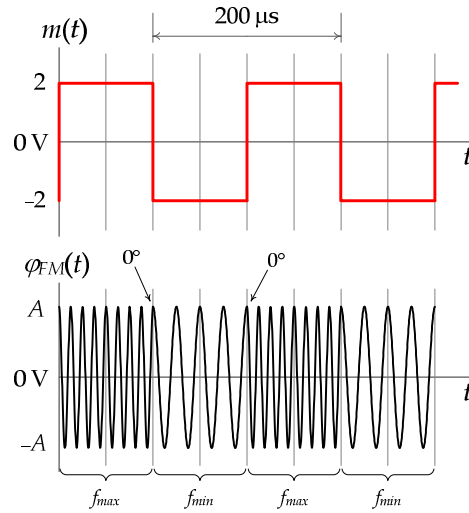 200 µs
m(t)
2
0 V
–2
t
φFM(t)
0°
0°
A
0 V
–A
t
fmax
fmin
fmax
fmin